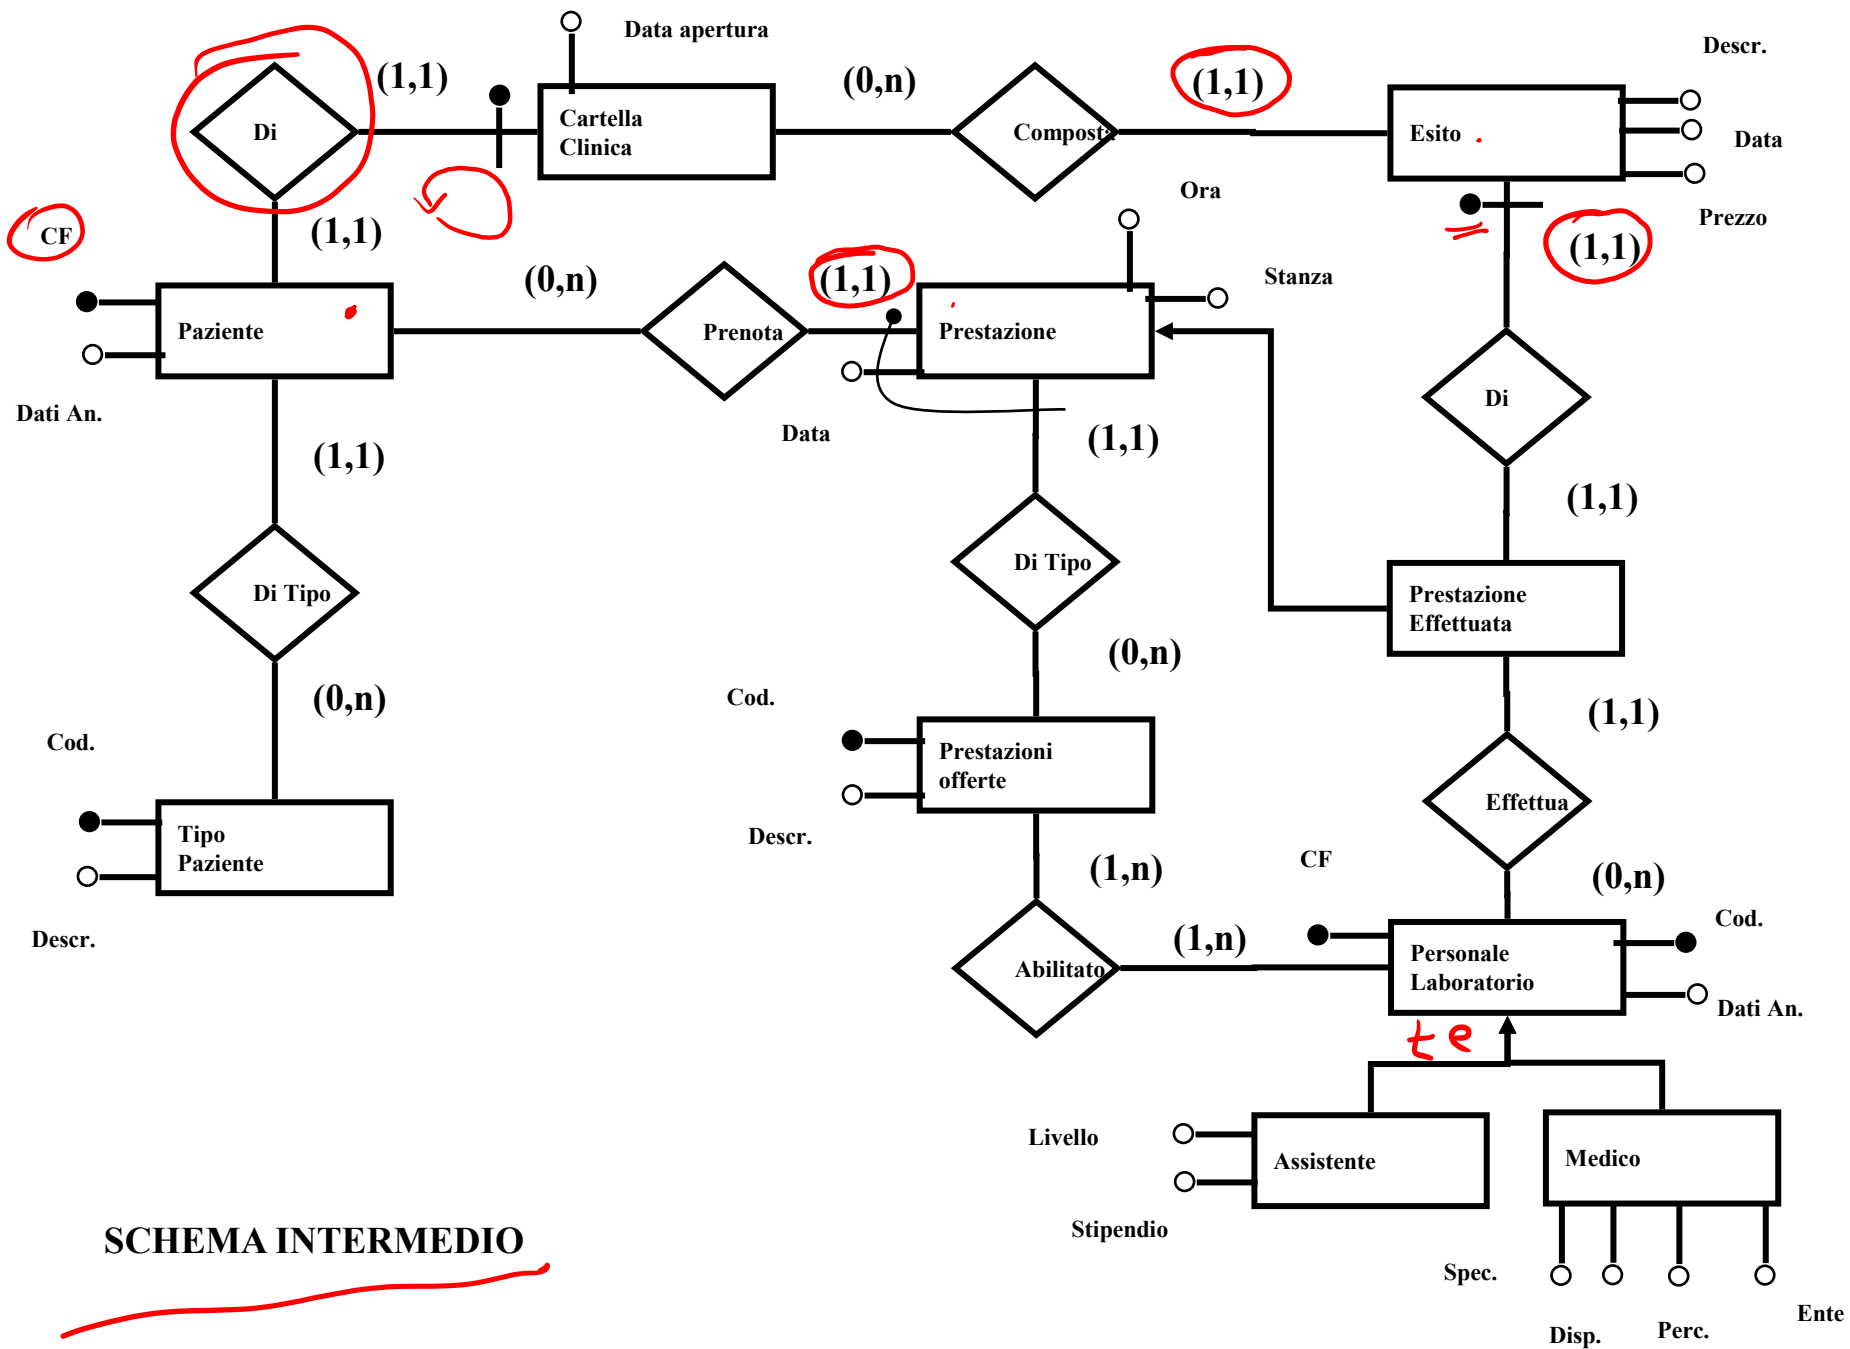 Data apertura
Descr.
(1,1)
(0,n)
(1,1)
Di
Cartella
Clinica
Composta
Esito
Data
Ora
Prezzo
CF
(1,1)
(1,1)
(0,n)
(1,1)
Stanza
Paziente
Prenota
Prestazione
Dati An.
Data
(1,1)
(1,1)
Di
(1,1)
Di Tipo
Di Tipo
Prestazione
Effettuata
(0,n)
(0,n)
Cod.
(1,1)
Cod.
Prestazioni
offerte
Effettua
Tipo
Paziente
Descr.
CF
(1,n)
(0,n)
Descr.
Cod.
(1,n)
Abilitato
Personale
Laboratorio
Dati An.
te
Livello
Assistente
Medico
Stipendio
SCHEMA INTERMEDIO
Spec.
Ente
Disp.
Perc.